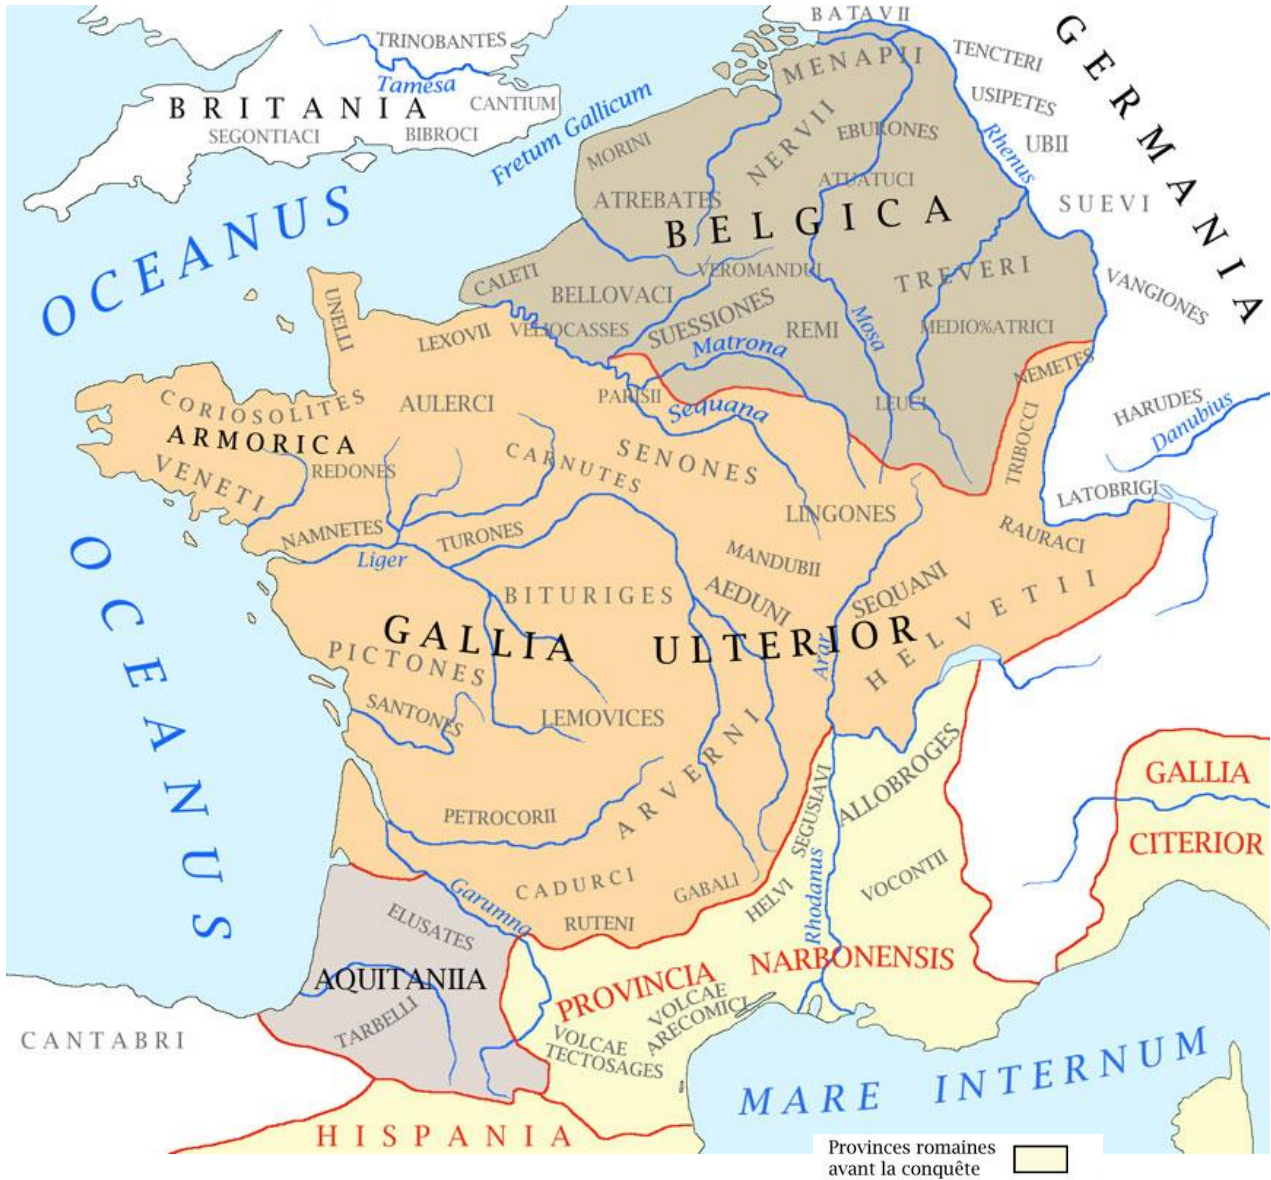 BATAVII
TRINOBANTES
Tamesa
BRITANIA
CANTIUM
SEGONTIACI
BIBROCI
Fretum Gallicum
MENAPII
TENCTERI
USIPETES
UBII
Rhenus
GERMANIA
SUEVI
VANGIONES
HARUDES
Danubius
LATOBRIGI
MORINI
NERVII
EBURONES
ATUATUCI
ATREBATES
BELGICA
CALETI
VEROMANDUI
TREVERI
BELLOVACI
SUESSIONES
VELIOCASSES
REMI
Mosa
MEDIO%ATRICI
Matrona
NEMETES
PARISII
Sequana
LEUCI
TRIBOCCI
OCEANUS
UNELLI
LEXOVII
CORIOSOLITES
AULERCI
ARMORICA
VENETI
REDONES
CARNUTES
SENONES
LINGONES
RAURACI
NAMNETES
TURONES
Liger
MANDUBII
BITURIGES
AEDUNI
SEQUANI
HELVETII
OCEANUS
GALLIA ULTERIOR
Arar
PICTONES
SANTONES
LEMOVICES
ARVERNI
ALLOBROGES
SEGUSIAVI
GALLIA
CITERIOR
PETROCORII
CADURCI
GABALI
HELVI
VOCONTII
Rhodanus
Garumna
RUTENI
ELUSATES
AQUITANIIA
TARBELLI
PROVINCIA NARBONENSIS
VOLCAE
ARECOMICI
VOLCAE
TECTOSAGES
CANTABRI
MARE INTERNUM
HISPANIA
Provinces romaines
avant la conquête